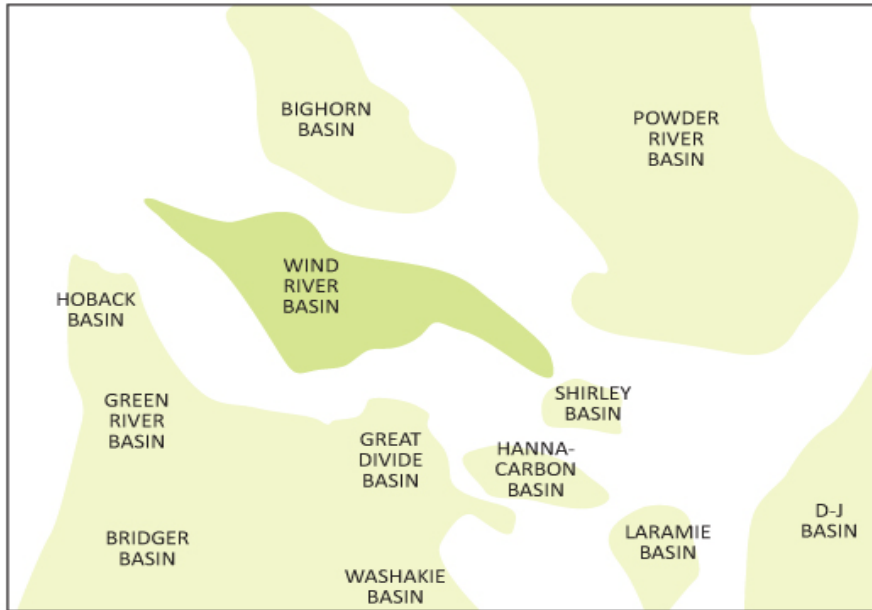 BIGHORN
BASIN
POWDER
RIVER
BASIN
WIND
RIVER
BASIN
HOBACK
BASIN
GREEN
RIVER
BASIN
SHIRLEY
BASIN
GREAT
DIVIDE
BASIN
HANNA-
CARBON
BASIN
BRIDGER
BASIN
LARAMIE
BASIN
D-J
BASIN
WASHAKIE
BASIN